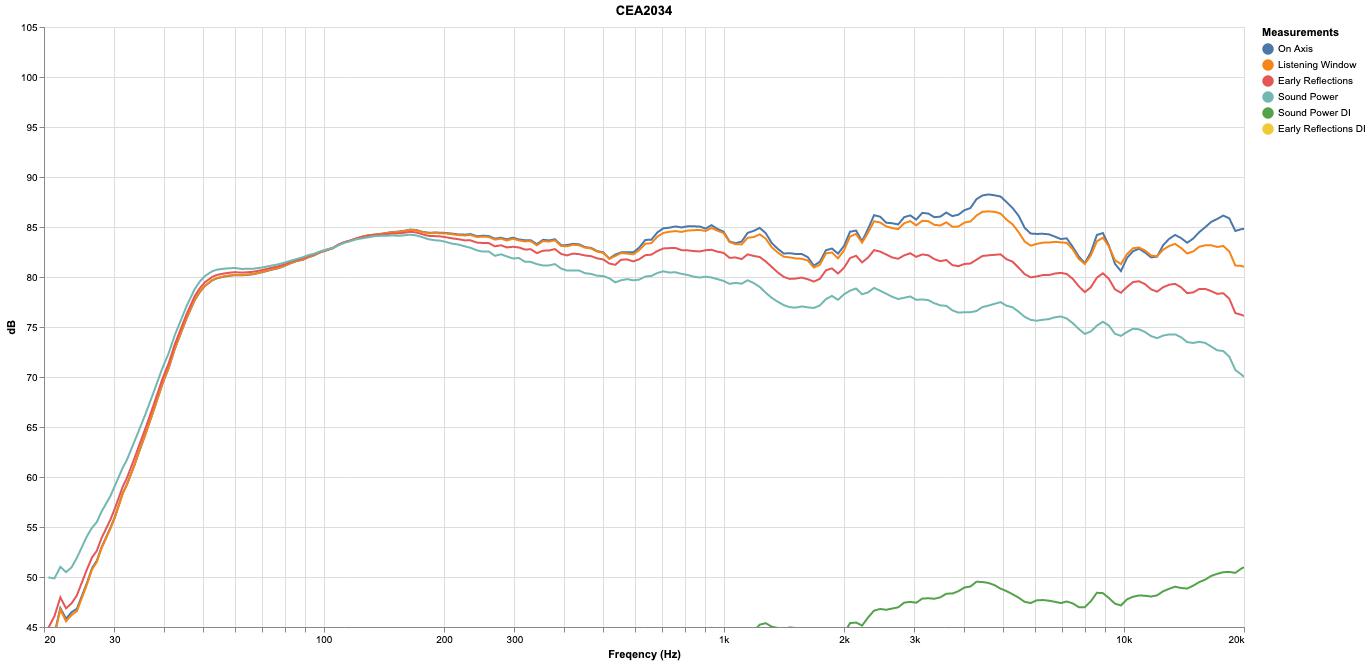 CEA2034
105
100
95
90
85
80
75
70
65
60
55
50
45
dB
20
30
100
200
300
1k
2k
3k
10k
20k
Freqency (Hz)
Measurements
On Axis
Listening Window
Early Reflections
Sound Power
Sound Power DI
Early Reflections DI